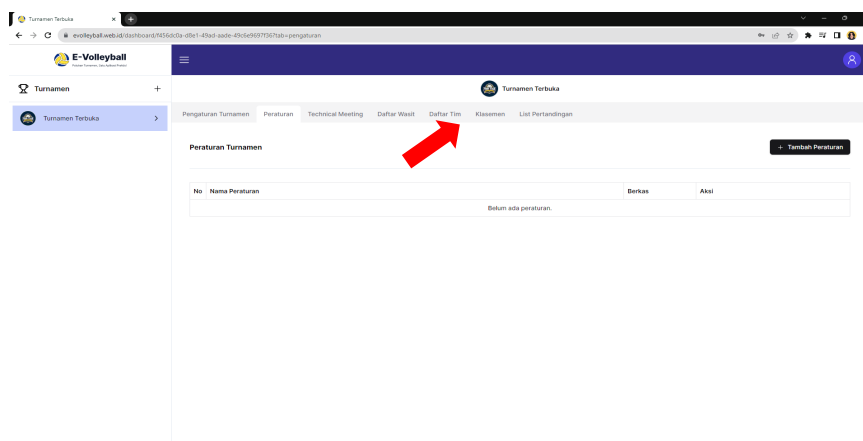 Turnamen Terbuka
evolleyball.web.id/dashboard/f456dc0a-d0e1-49ad-aade-49c6e9697f36?tab=pengaturan
E-Volleyball
Turnamen +
Turnamen Terbuka
Turnamen Terbuka
Pengaturan Turnamen Peraturan Technical Meeting Daftar Wasit Daftar Tim Klasemen List Pertandingan
Peraturan Turnamen
+ Tambah Peraturan
No Nama Peraturan Berkas Aksi
Belum ada peraturan.